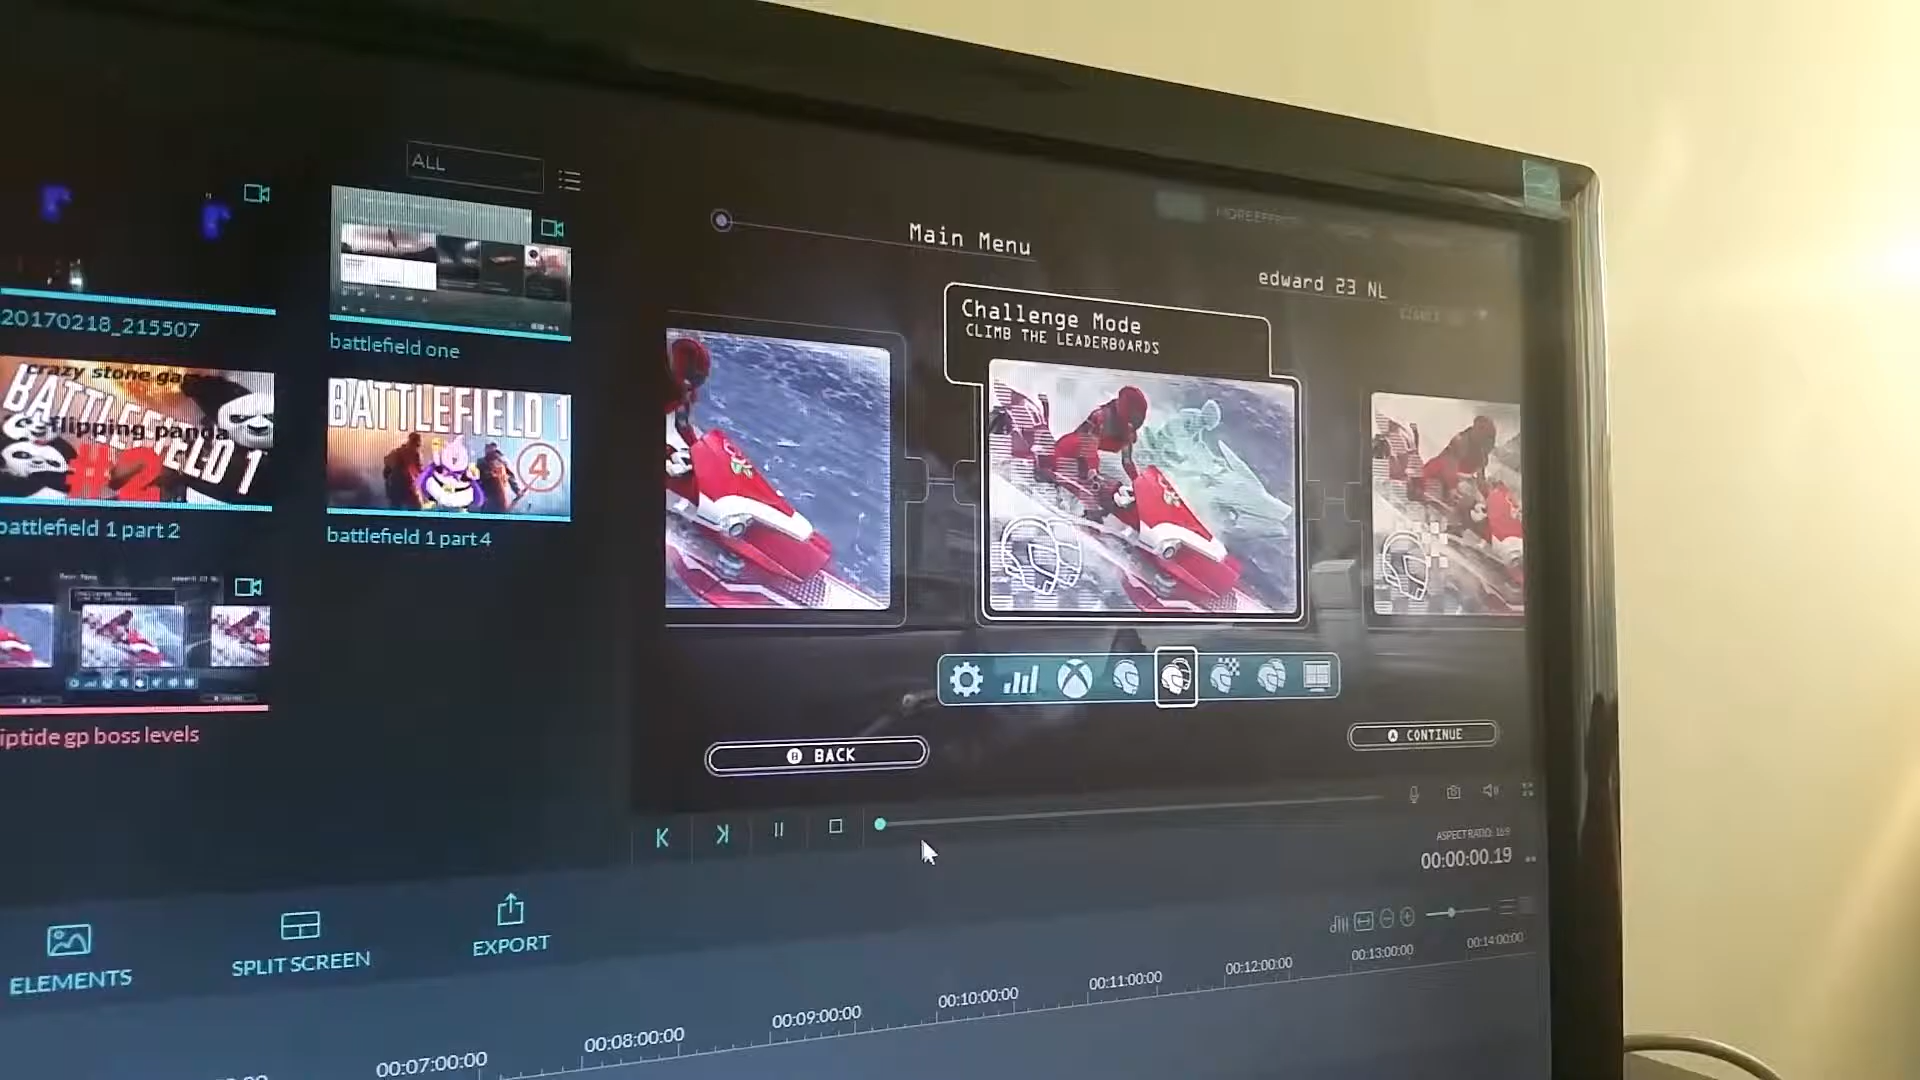 ALL
20170218_215507
battlefield one
crazy stone gam
BATTLEFIELD 1
flipping panda
#2
battlefield 1 part 2
BATTLEFIELD 1
4
battlefield 1 part 4
iptide gp boss levels
Main Menu
edward 23 NL
Challenge Mode
CLIMB THE LEADERBOARDS
B BACK
A CONTINUE
ASPECT RATIO: 16:9
00:00:00.19
ELEMENTS
SPLIT SCREEN
EXPORT
00:07:00:00
00:08:00:00
00:09:00:00
00:10:00:00
00:11:00:00
00:12:00:00
00:13:00:00
00:14:00:00